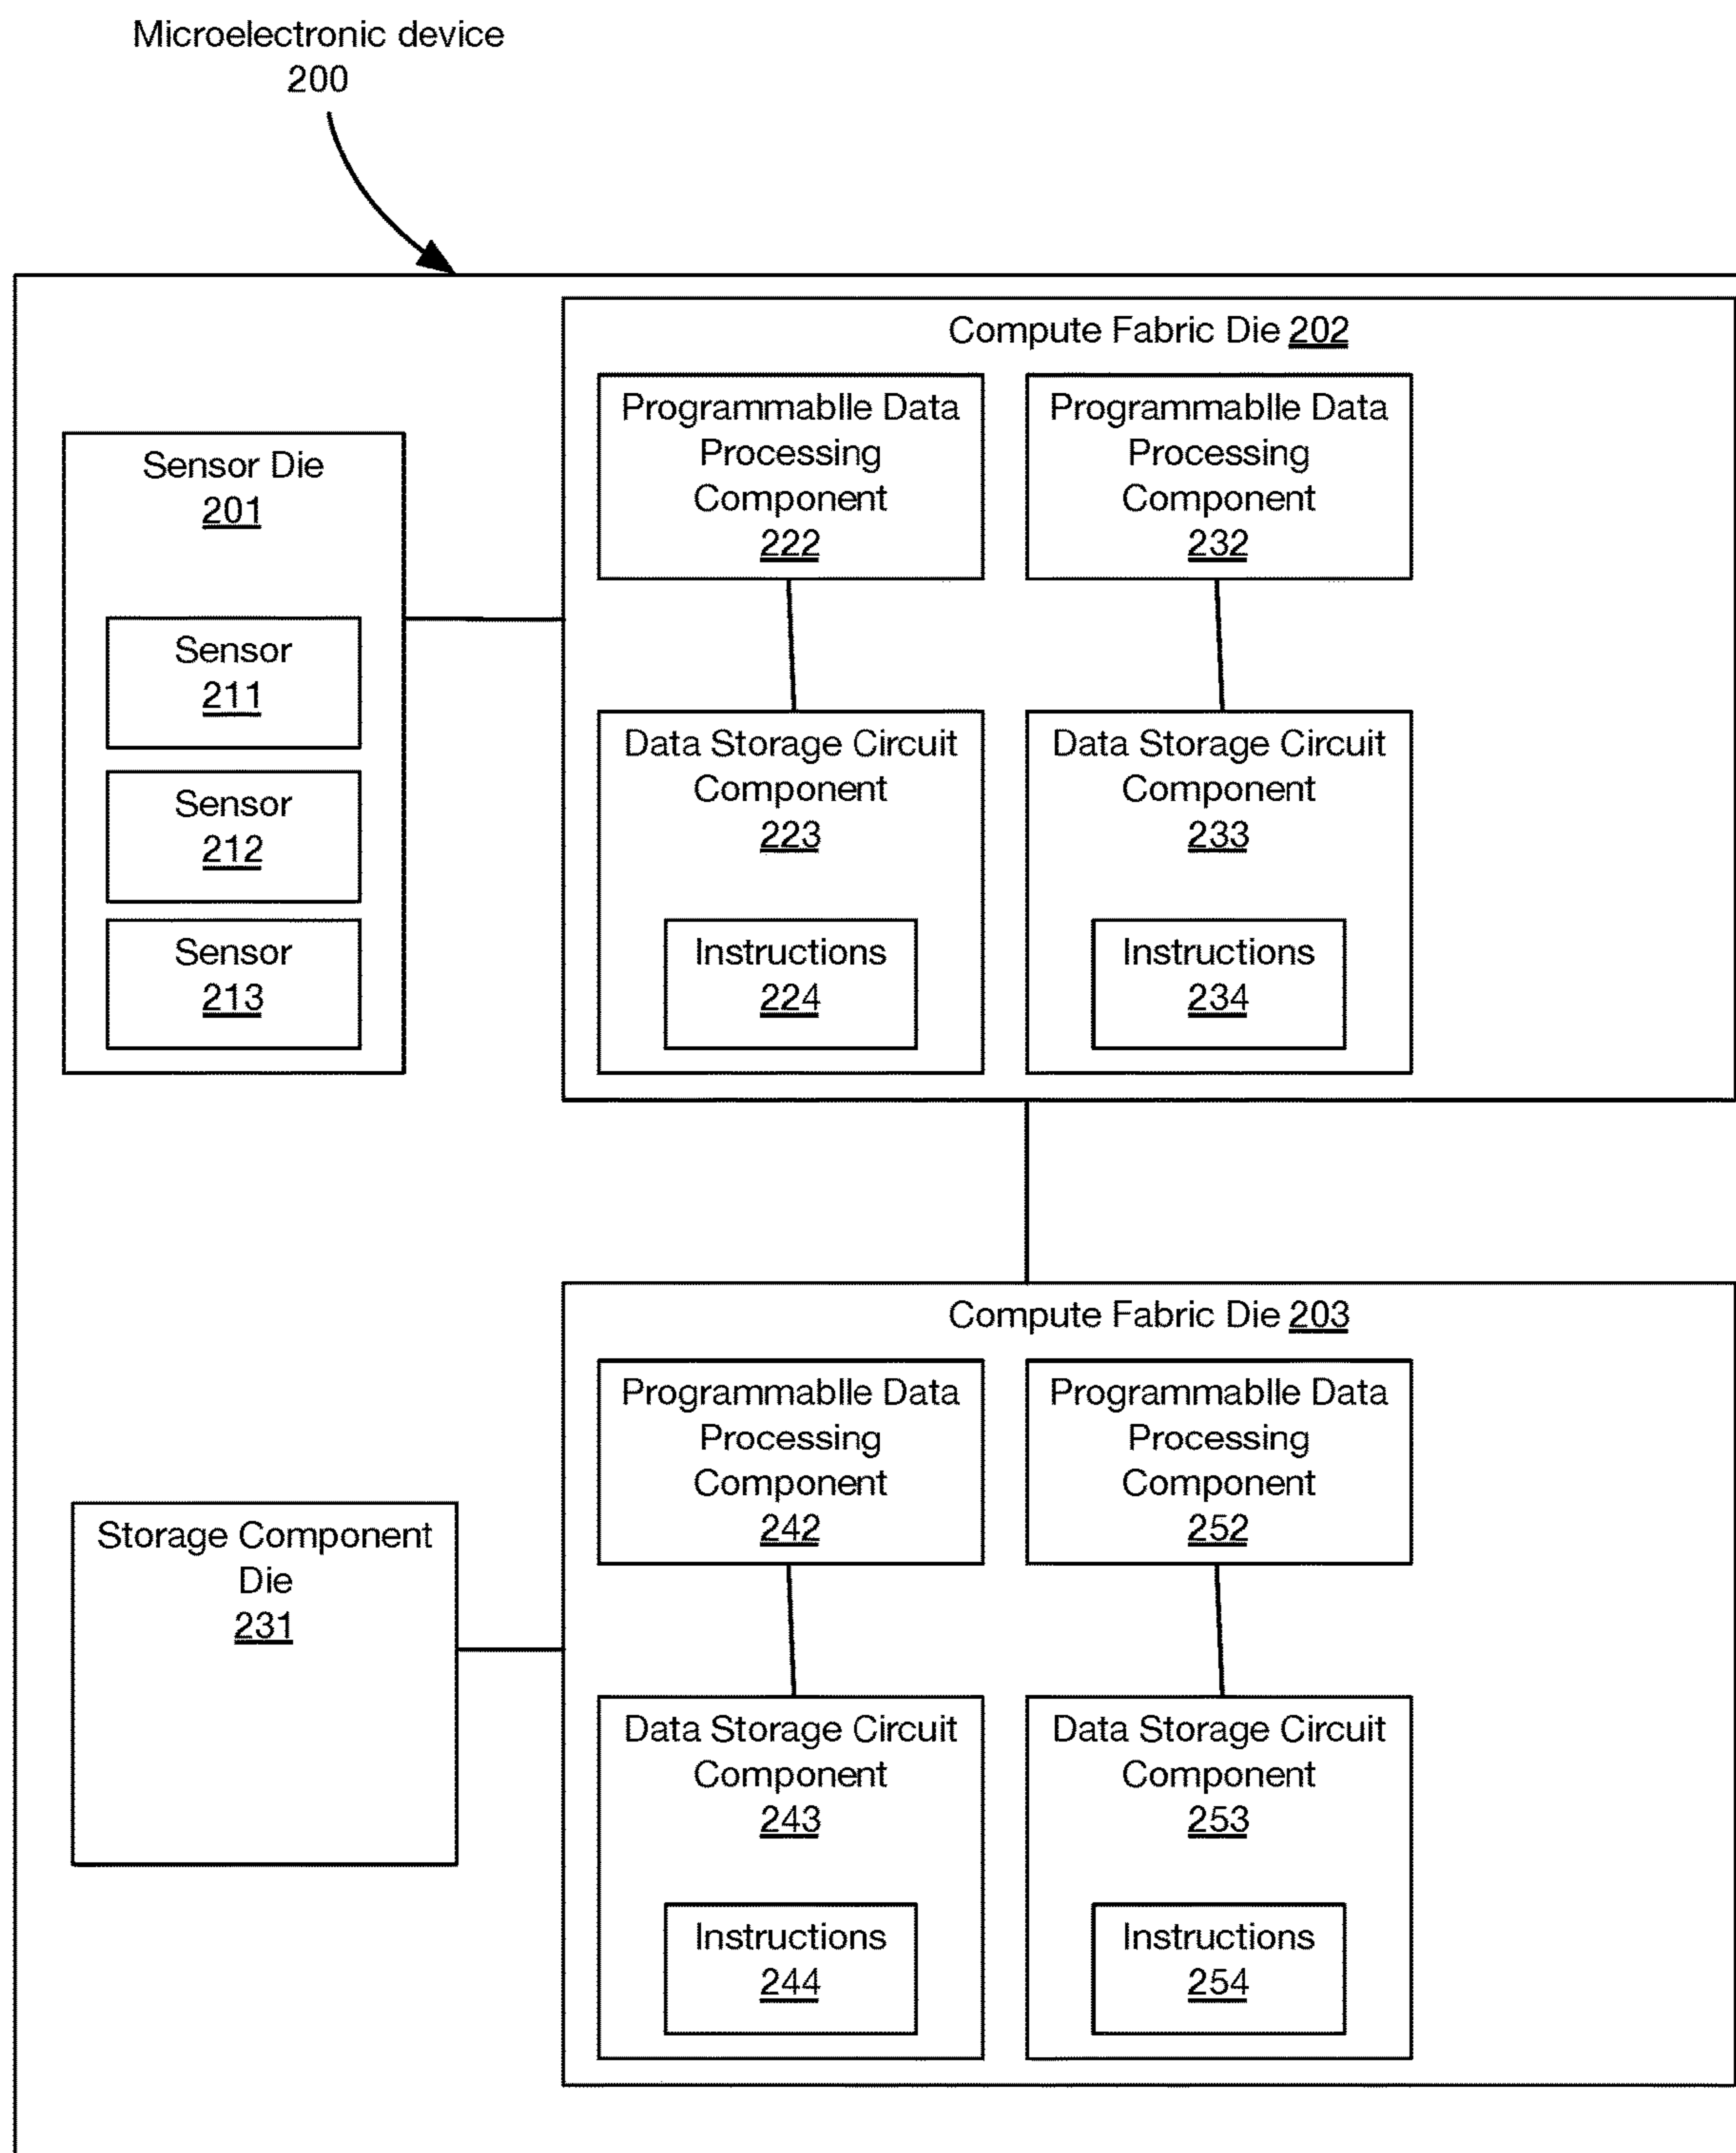 Microelectronic device
200
Compute Fabric Die 202
Programmablle Data
Processing
Component
222
Programmablle Data
Processing
Component
232
Sensor Die
201
Sensor
211
Sensor
212
Sensor
213
Data Storage Circuit
Component
223
Instructions
224
Data Storage Circuit
Component
233
Instructions
234
Compute Fabric Die 203
Programmablle Data
Processing
Component
242
Programmablle Data
Processing
Component
252
Storage Component
Die
231
Data Storage Circuit
Component
243
Instructions
244
Data Storage Circuit
Component
253
Instructions
254